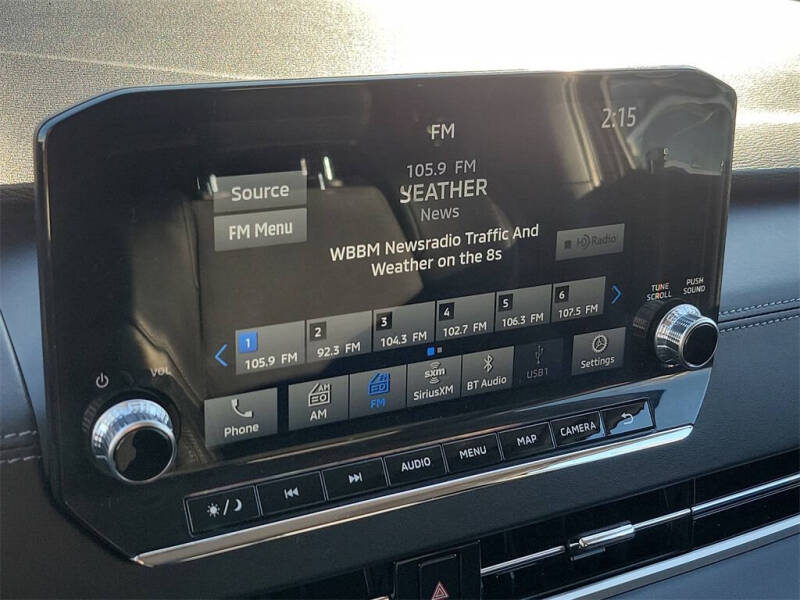 2:15
FM
105.9 FM
WEATHER
News
Source
FM Menu
WBBM Newsradio Traffic And
Weather on the 8s
HD Radio
TUNE
SCROLL
PUSH
SOUND
1
105.9 FM
2
92.3 FM
3
104.3 FM
4
102.7 FM
5
106.3 FM
6
107.5 FM
VOL
Phone
AM
AM
FM
FM
sxm
SiriusXM
BT Audio
USB1
Settings
AUDIO
MENU
MAP
CAMERA